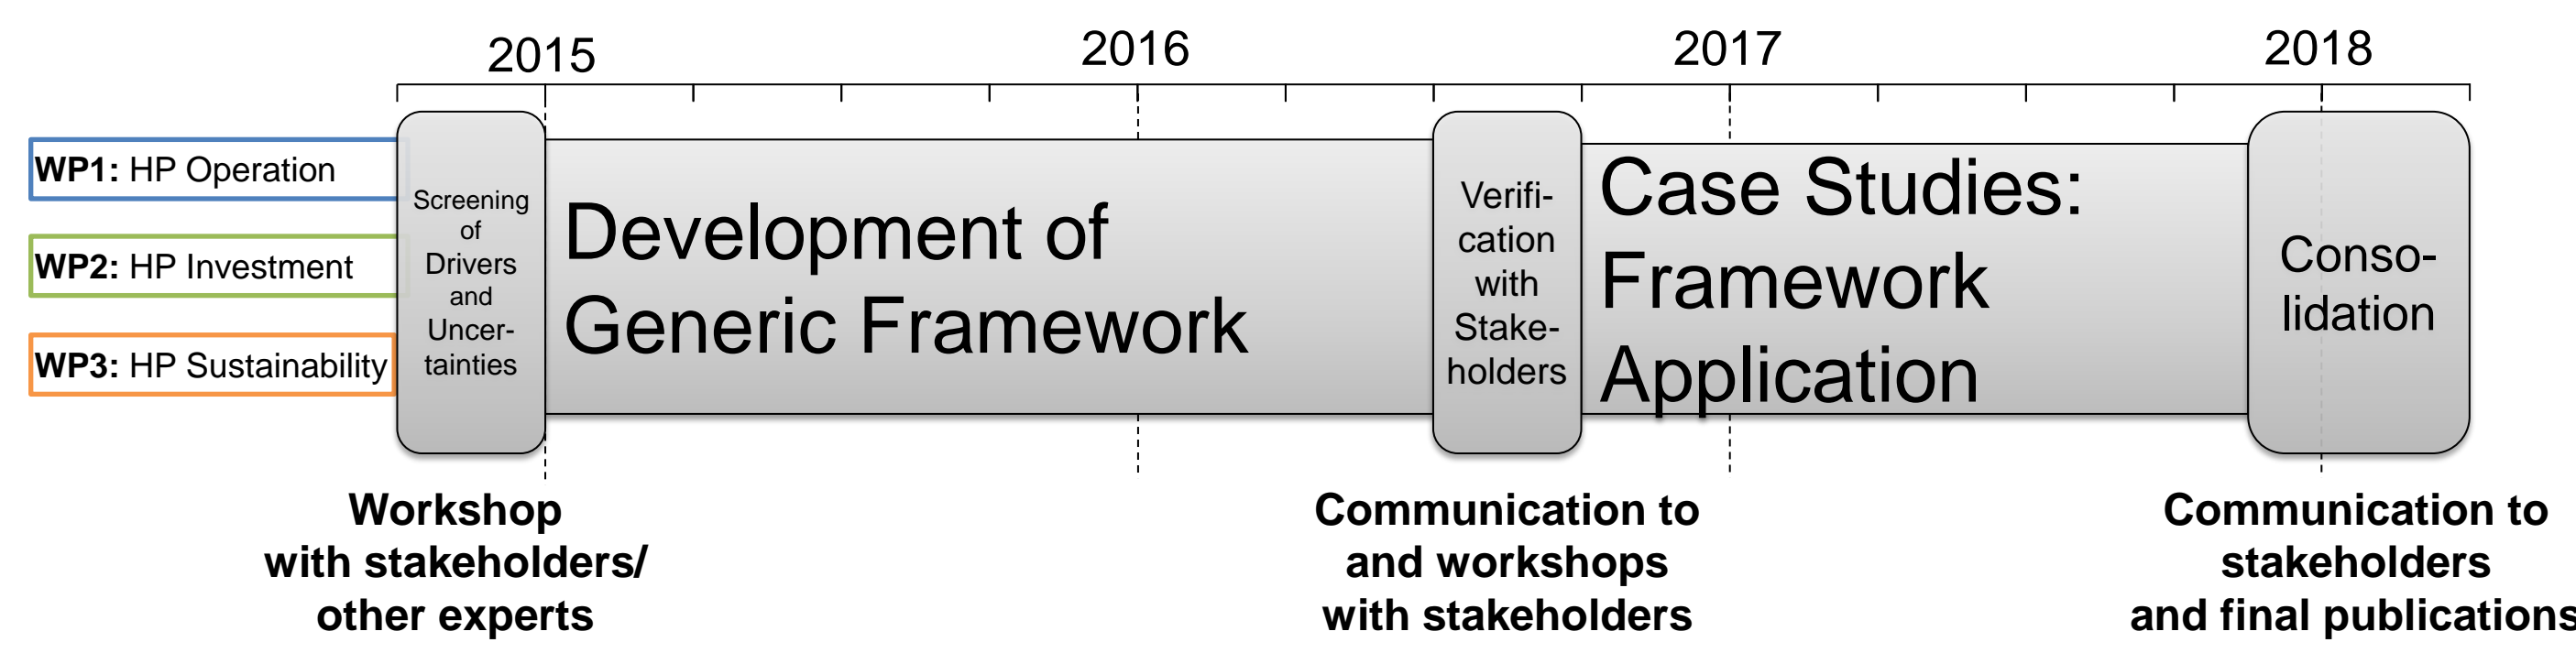 2015
2016
2017
2018
WP1: HP Operation
WP2: HP Investment
WP3: HP Sustainability
Screening
of
Drivers
and
Uncer-
tainties
Development of
Generic Framework
Verifi-
cation
with
Stake-
holders
Case Studies:
Framework
Application
Conso-
lidation
Workshop
with stakeholders/
other experts
Communication to
and workshops
with stakeholders
Communication to
stakeholders
and final publications